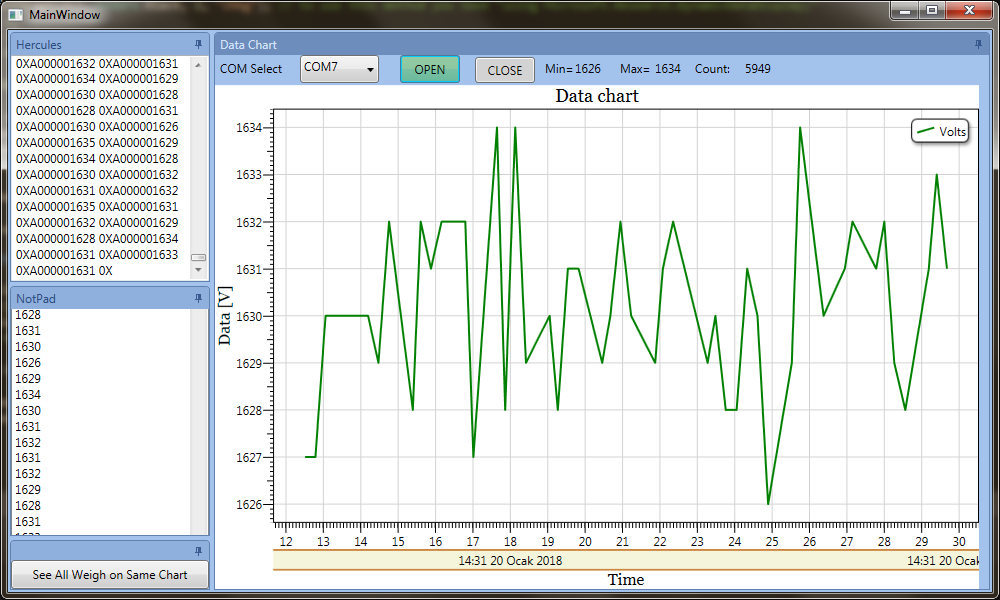 MainWindow
Hercules
0XA000001632 0XA000001631
0XA000001634 0XA000001629
0XA000001630 0XA000001628
0XA000001628 0XA000001631
0XA000001630 0XA000001626
0XA000001635 0XA000001629
0XA000001634 0XA000001628
0XA000001630 0XA000001632
0XA000001631 0XA000001632
0XA000001635 0XA000001631
0XA000001632 0XA000001629
0XA000001628 0XA000001634
0XA000001631 0XA000001633
0XA000001631 0X
NotPad
1628
1631
1630
1626
1629
1634
1630
1631
1632
1631
1632
1629
1628
1631
See All Weigh on Same Chart
Data Chart
COM Select COM7 OPEN CLOSE Min= 1626 Max= 1634 Count: 5949
Data chart
Volts
Data [V]
1634
1633
1632
1631
1630
1629
1628
1627
1626
12 13 14 15 16 17 18 19 20 21 22 23 24 25 26 27 28 29 30
14:31 20 Ocak 2018 14:31 20 Ocak
Time